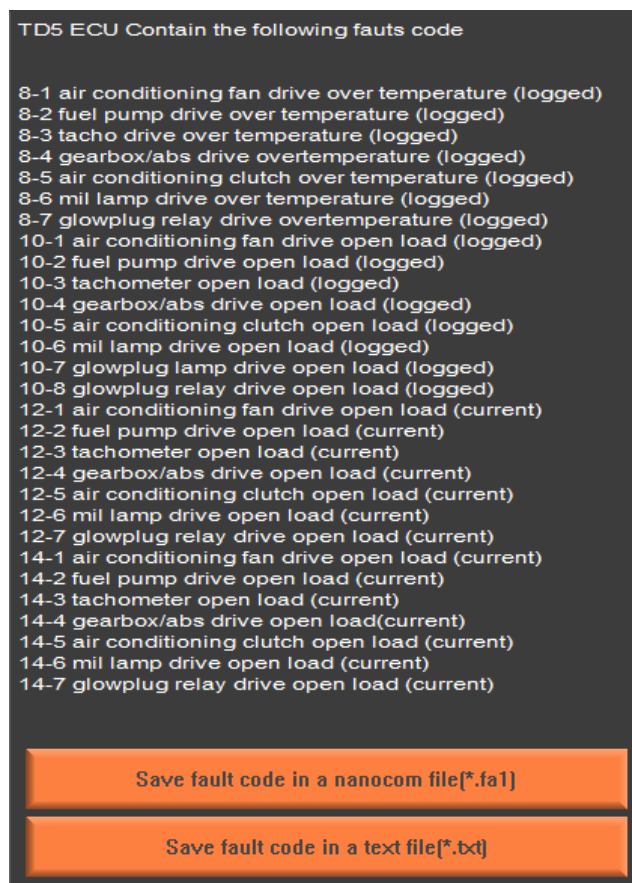 TD5 ECU Contain the following fauts code
8-1 air conditioning fan drive over temperature (logged)
8-2 fuel pump drive over temperature (logged)
8-3 tacho drive over temperature (logged)
8-4 gearbox/abs drive overtemperature (logged)
8-5 air conditioning clutch over temperature (logged)
8-6 mil lamp drive over temperature (logged)
8-7 glowplug relay drive overtemperature (logged)
10-1 air conditioning fan drive open load (logged)
10-2 fuel pump drive open load (logged)
10-3 tachometer open load (logged)
10-4 gearbox/abs drive open load (logged)
10-5 air conditioning clutch open load (logged)
10-6 mil lamp drive open load (logged)
10-7 glowplug lamp drive open load (logged)
10-8 glowplug relay drive open load (logged)
12-1 air conditioning fan drive open load (current)
12-2 fuel pump drive open load (current)
12-3 tachometer open load (current)
12-4 gearbox/abs drive open load (current)
12-5 air conditioning clutch open load (current)
12-6 mil lamp drive open load (current)
12-7 glowplug relay drive open load (current)
14-1 air conditioning fan drive open load (current)
14-2 fuel pump drive open load (current)
14-3 tachometer open load (current)
14-4 gearbox/abs drive open load(current)
14-5 air conditioning clutch open load (current)
14-6 mil lamp drive open load (current)
14-7 glowplug relay drive open load (current)
Save fault code in a nanocom file(*.fa1)
Save fault code in a text file(*.txt)